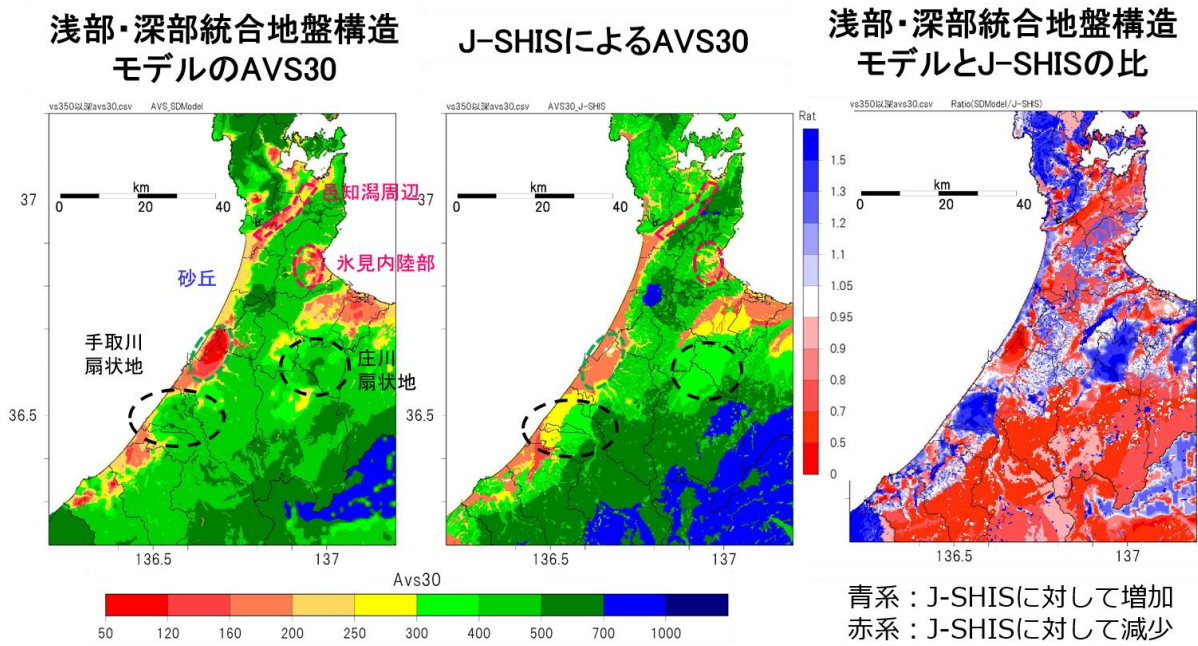 浅部・深部統合地盤構造
モデルのAVS30
J-SHISによるAVS30
浅部・深部統合地盤構造
モデルとJ-SHISの比
vs350以深avs30.csv AVS_SDModel
vs350以深avs30.csv AVS30_J-SHIS
vs350以深avs30.csv Ratio(SDModel/J-SHIS)
km
0 20 40
37
36.5
136.5 137
邑知潟周辺
氷見内陸部
砂丘
手取川
扇状地
庄川
扇状地
km
0 20 40
136.5 137
Rat
1.5
1.3
1.2
1.05
0.95
0.9
0.8
0.7
0.5
0
km
0 20 40
136.5 137
Avs30
50 120 160 200 250 300 400 500 700 1000
青系：J-SHISに対して増加
赤系：J-SHISに対して減少